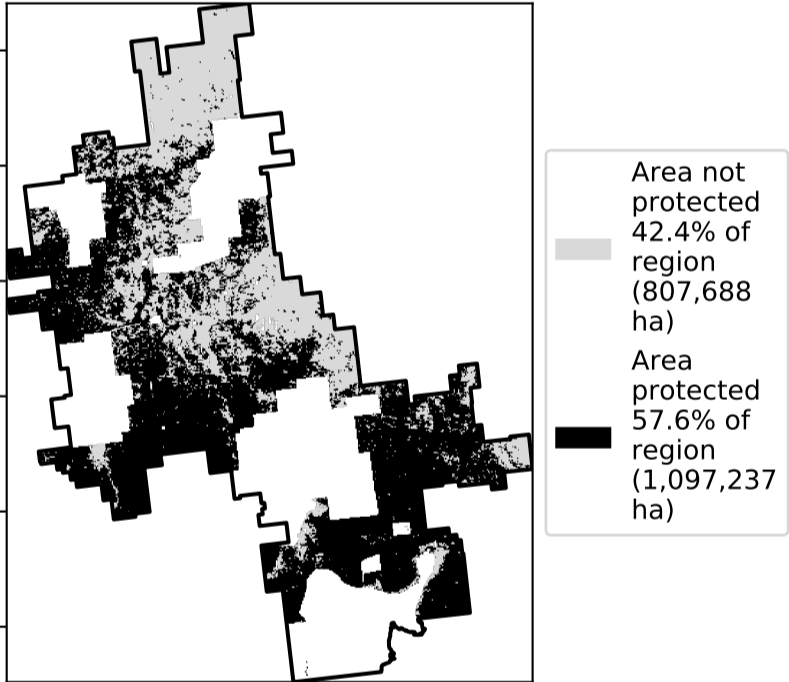 Area not
protected
42.4% of
region
(807,688
ha)
Area
protected
57.6% of
region
(1,097,237
ha)